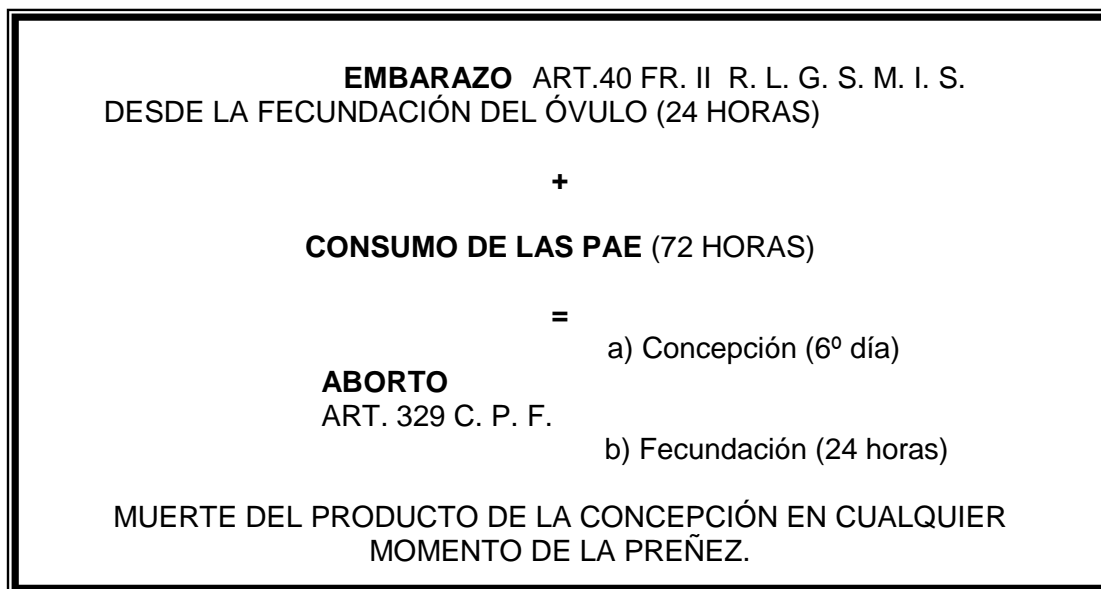 EMBARAZO ART.40 FR. II R. L. G. S. M. I. S.
DESDE LA FECUNDACIÓN DEL ÓVULO (24 HORAS)
+
CONSUMO DE LAS PAE (72 HORAS)
=
a) Concepción (6º día)
ABORTO
ART. 329 C. P. F.
b) Fecundación (24 horas)
MUERTE DEL PRODUCTO DE LA CONCEPCIÓN EN CUALQUIER
MOMENTO DE LA PREÑEZ.